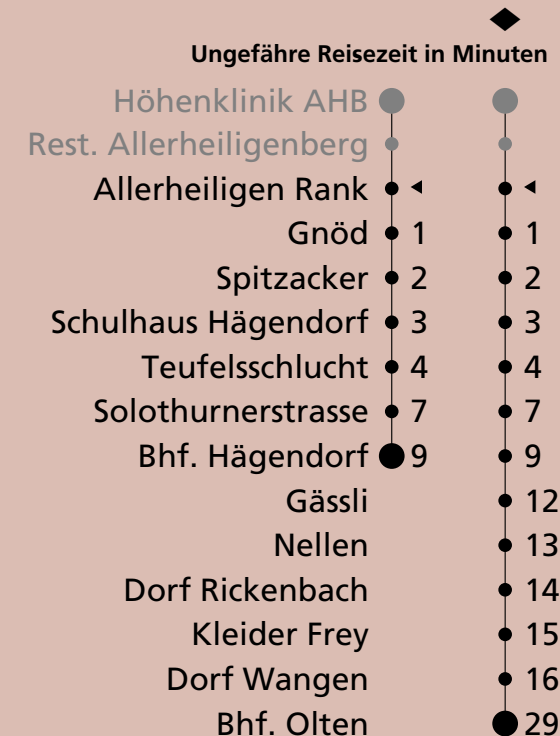 Ungefähre Reisezeit in Minuten
Höhenklinik AHB
Rest. Allerheiligenberg
Allerheiligen Rank
Gnöd 1 1
Spitzacker 2 2
Schulhaus Hägendorf 3 3
Teufelsschlucht 4 4
Solothurnerstrasse 7 7
Bhf. Hägendorf 9 9
Gässli 12
Nellen 13
Dorf Rickenbach 14
Kleider Frey 15
Dorf Wangen 16
Bhf. Olten 29